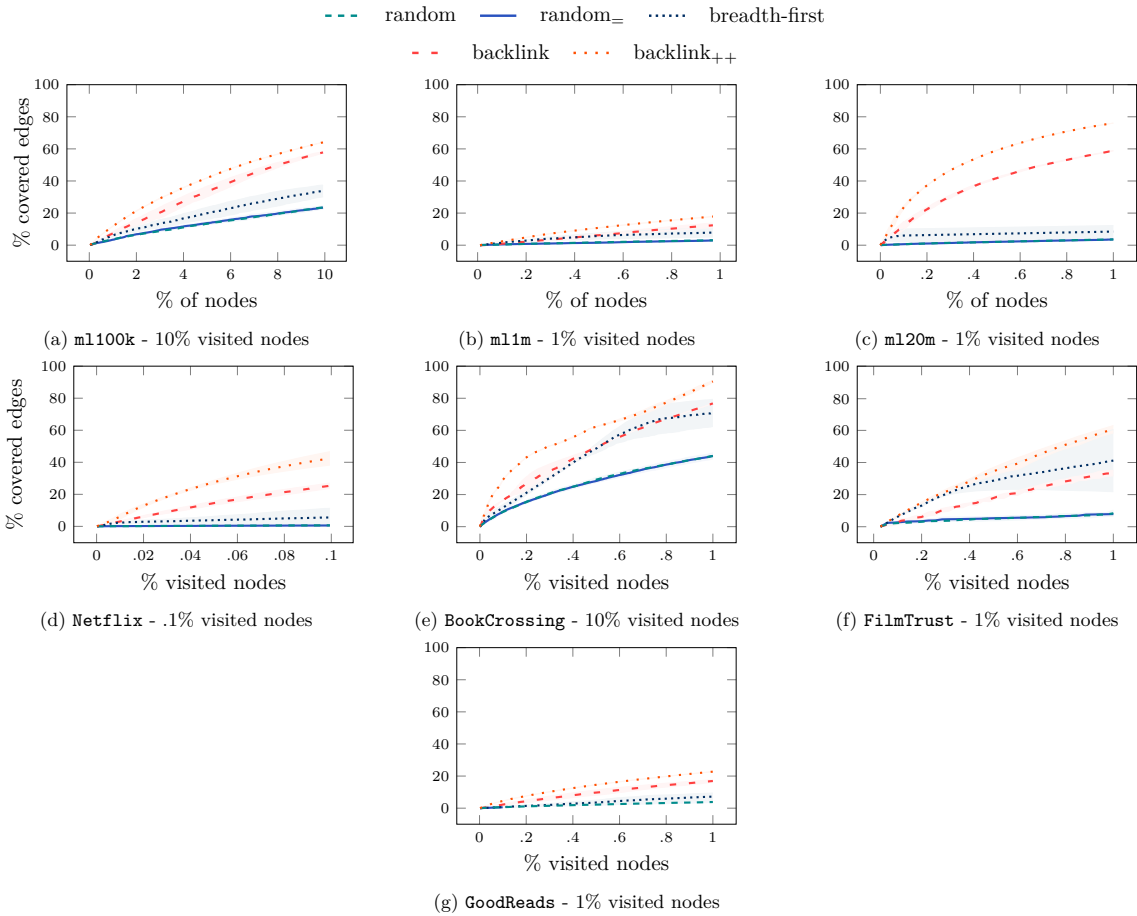 random random= breadth-first
backlink backlink++
100
80
60
40
20
0
0 2 4 6 8 10
% covered edges
% of nodes
(a) ml100k - 10% visited nodes
100
80
60
40
20
0
0 .2 .4 .6 .8 1
% of nodes
(b) ml1m - 1% visited nodes
100
80
60
40
20
0
0 .2 .4 .6 .8 1
% of nodes
(c) ml20m - 1% visited nodes
100
80
60
40
20
0
0 .02 .04 .06 .08 .1
% covered edges
% visited nodes
(d) Netflix - .1% visited nodes
100
80
60
40
20
0
0 .2 .4 .6 .8 1
% visited nodes
(e) BookCrossing - 10% visited nodes
100
80
60
40
20
0
0 .2 .4 .6 .8 1
% visited nodes
(f) FilmTrust - 1% visited nodes
100
80
60
40
20
0
0 .2 .4 .6 .8 1
% visited nodes
(g) GoodReads - 1% visited nodes